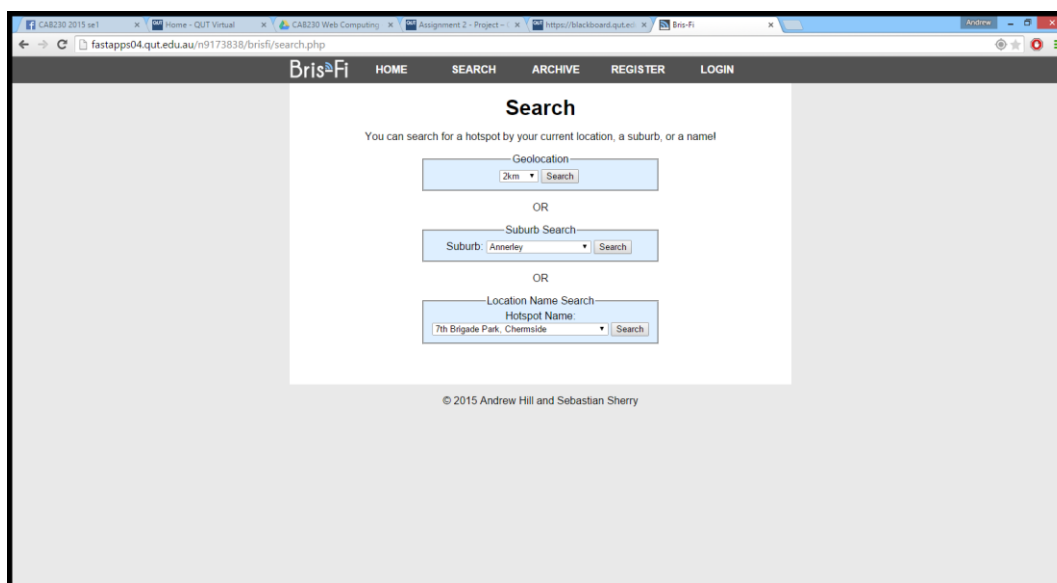 CAB230 2015 se1
Home - QUT Virtual
CAB230 Web Computing
Assignment 2 - Project –
https://blackboard.qut.ed
Bris-Fi
Andrew
fastapps04.qut.edu.au/n9173838/brisfi/search.php
Bris Fi HOME SEARCH ARCHIVE REGISTER LOGIN
Search
You can search for a hotspot by your current location, a suburb, or a name!
Geolocation
2km Search
OR
Suburb Search
Suburb: Annerley Search
OR
Location Name Search
Hotspot Name:
7th Brigade Park, Chermside Search
© 2015 Andrew Hill and Sebastian Sherry